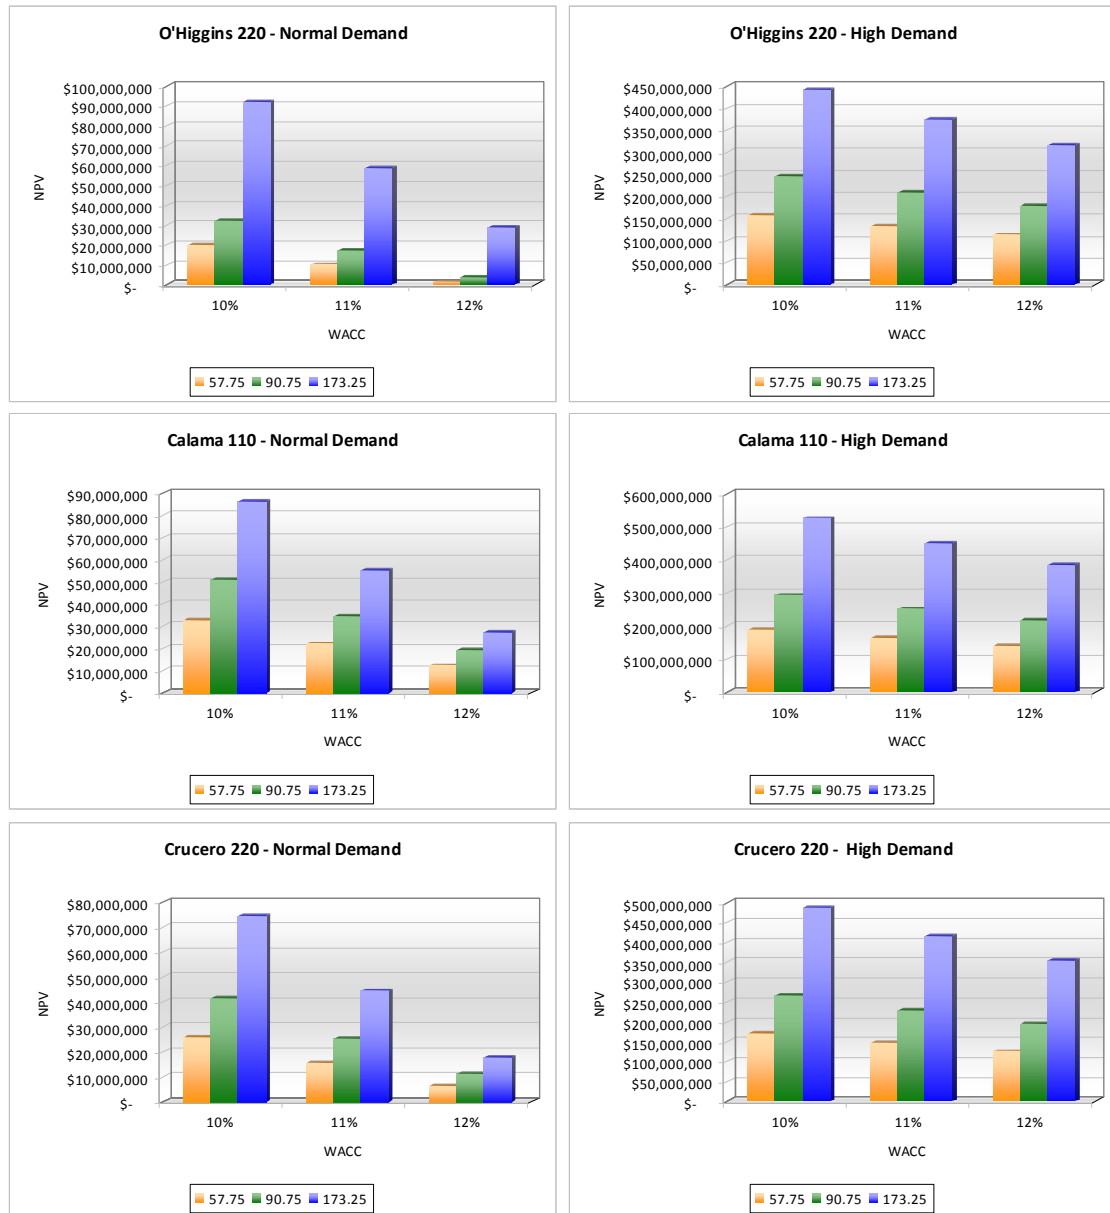 O'Higgins 220 - Normal Demand
$100,000,000
$90,000,000
$80,000,000
$70,000,000
$60,000,000
$50,000,000
$40,000,000
$30,000,000
$20,000,000
$10,000,000
$-
NPV
10% 11% 12%
WACC
57.75 90.75 173.25
O'Higgins 220 - High Demand
$450,000,000
$400,000,000
$350,000,000
$300,000,000
$250,000,000
$200,000,000
$150,000,000
$100,000,000
$50,000,000
$-
NPV
10% 11% 12%
WACC
57.75 90.75 173.25
Calama 110 - Normal Demand
$90,000,000
$80,000,000
$70,000,000
$60,000,000
$50,000,000
$40,000,000
$30,000,000
$20,000,000
$10,000,000
$-
NPV
10% 11% 12%
WACC
57.75 90.75 173.25
Calama 110 - High Demand
$600,000,000
$500,000,000
$400,000,000
$300,000,000
$200,000,000
$100,000,000
$-
NPV
10% 11% 12%
WACC
57.75 90.75 173.25
Crucero 220 - Normal Demand
$80,000,000
$70,000,000
$60,000,000
$50,000,000
$40,000,000
$30,000,000
$20,000,000
$10,000,000
$-
NPV
10% 11% 12%
WACC
57.75 90.75 173.25
Crucero 220 - High Demand
$500,000,000
$450,000,000
$400,000,000
$350,000,000
$300,000,000
$250,000,000
$200,000,000
$150,000,000
$100,000,000
$50,000,000
$-
NPV
10% 11% 12%
WACC
57.75 90.75 173.25